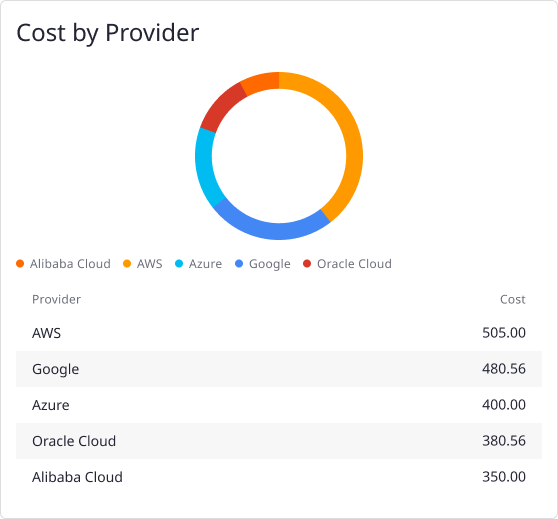 Cost by Provider
Alibaba Cloud AWS Azure Google Oracle Cloud
Provider Cost
AWS 505.00
Google 480.56
Azure 400.00
Oracle Cloud 380.56
Alibaba Cloud 350.00